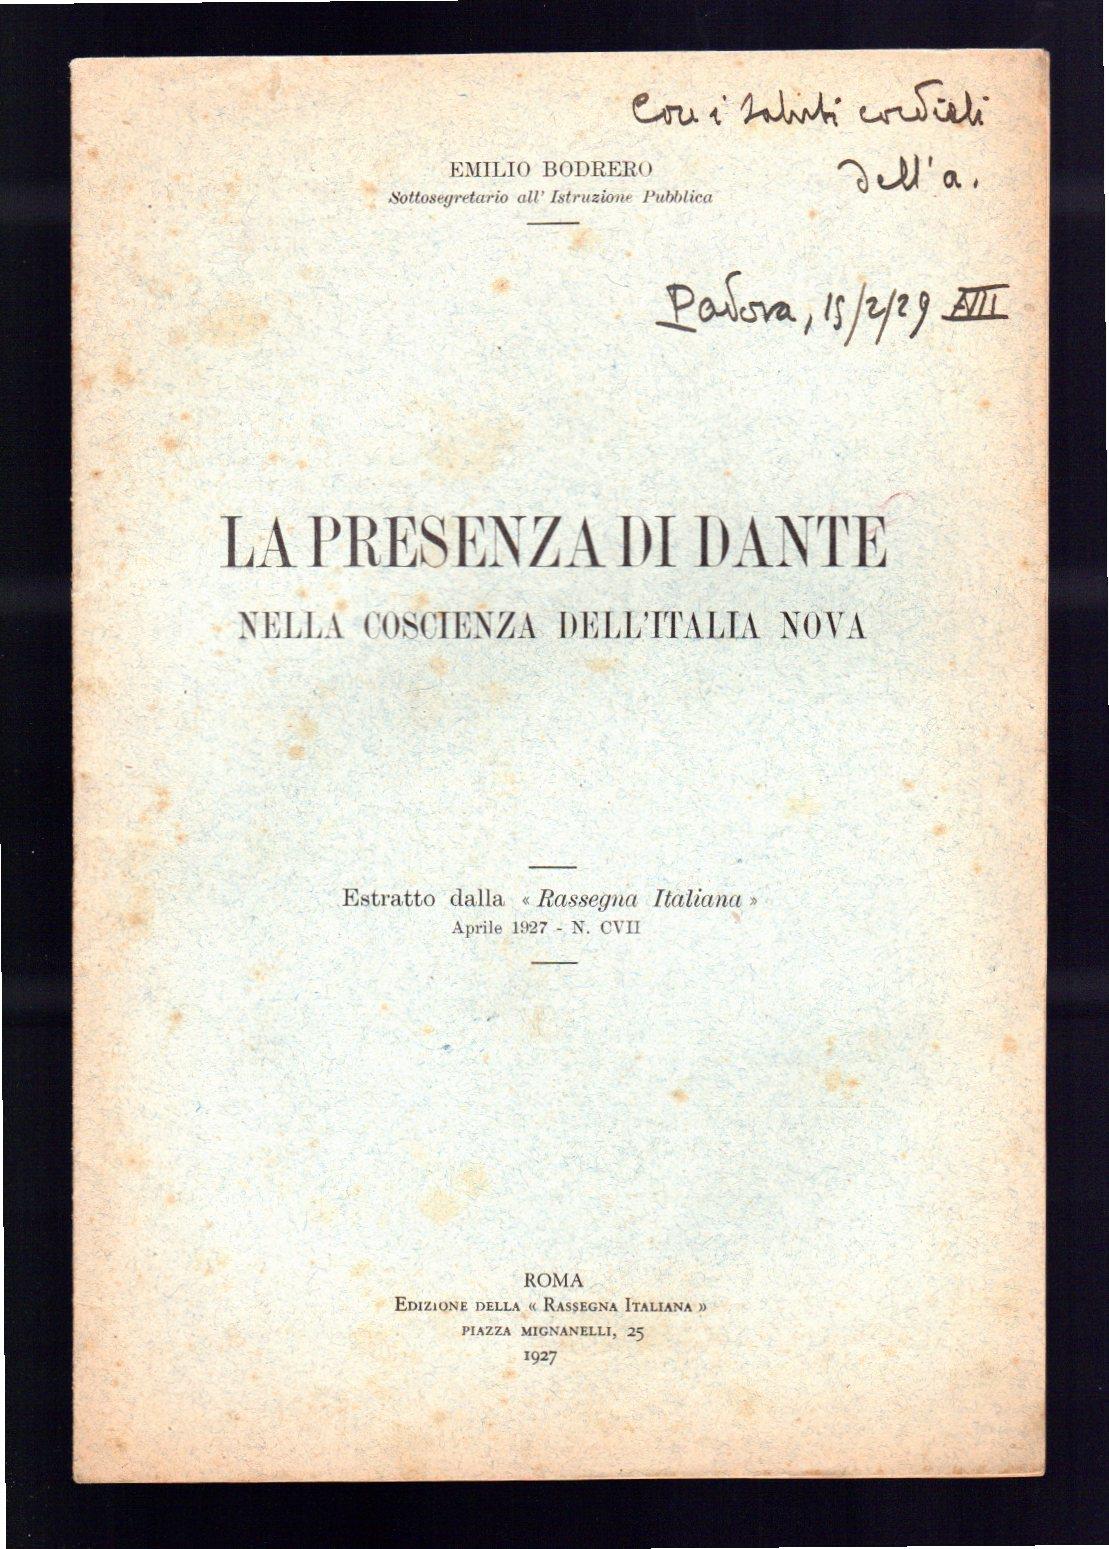 Con i saluti cordiali
dell'a.
EMILIO BODRERO
Sottosegretario all' Istruzione Pubblica
Padova, 15/2/29 VII
LA PRESENZA DI DANTE
NELLA COSCIENZA DELL'ITALIA NOVA
Estratto dalla « Rassegna Italiana »
Aprile 1927 - N. CVII
ROMA
EDIZIONE DELLA « RASSEGNA ITALIANA »
PIAZZA MIGNANELLI, 25
1927